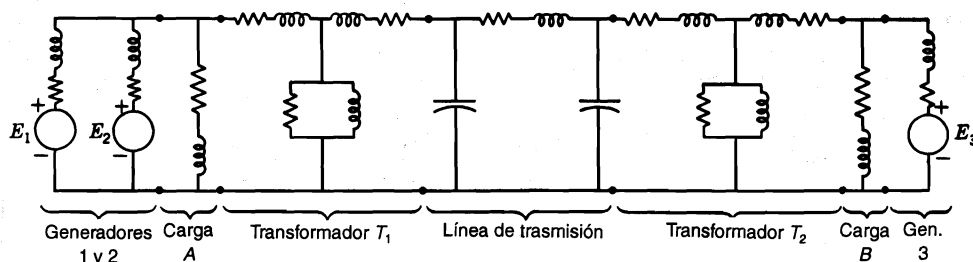 + + +
E1 E2 E3
− − −
Generadores 1 y 2
Carga A
Transformador T1
Línea de trasmisión
Transformador T2
Carga B
Gen. 3